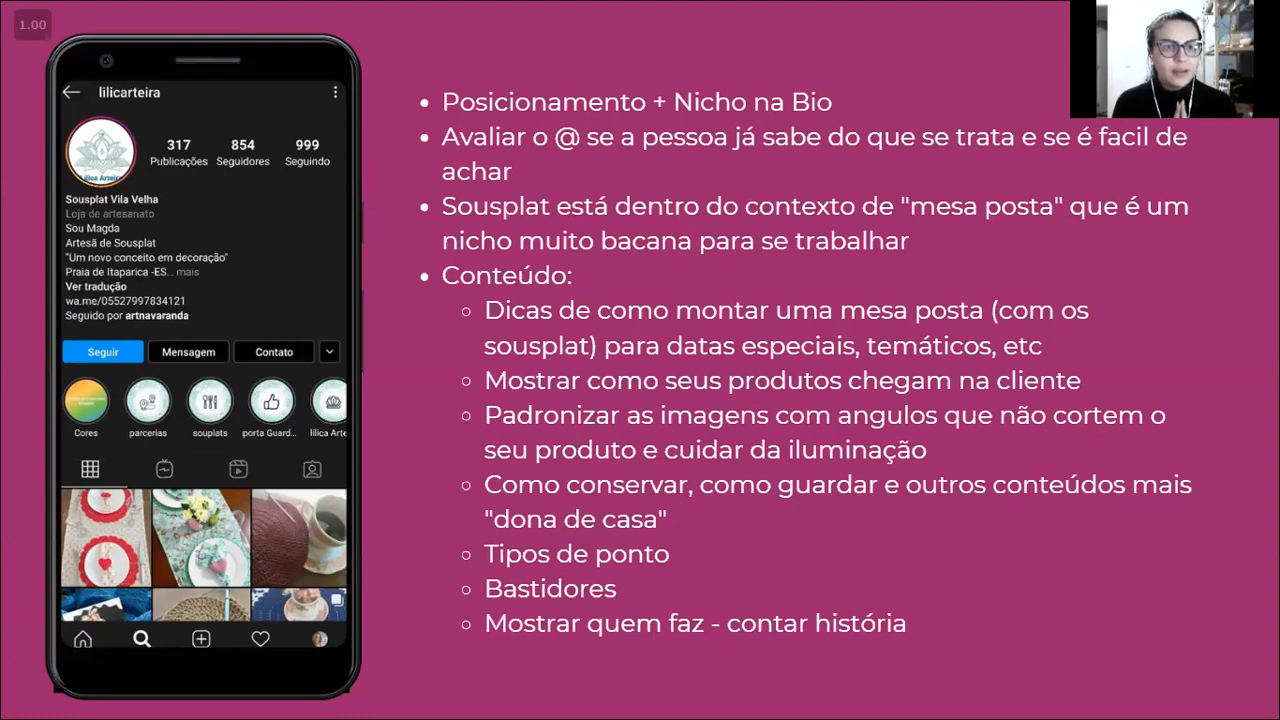 1.00
lilicarteira
317
854
999
Publicações
Seguidores
Seguindo
Lilica Arteira
Sousplat Vila Velha
Loja de artesanato
Sou Magda
Artesã de Sousplat
"Um novo conceito em decoração"
Praia de Itaparica -ES... mais
Ver tradução
wa.me/05527997834121
Seguido por artnavaranda
Seguir
Mensagem
Contato
Cores
parcerias
souplats
porta Guard...
lilica Arte
• Posicionamento + Nicho na Bio
• Avaliar o @ se a pessoa já sabe do que se trata e se é facil de
achar
• Sousplat está dentro do contexto de "mesa posta" que é um
nicho muito bacana para se trabalhar
• Conteúdo:
◦ Dicas de como montar uma mesa posta (com os
sousplat) para datas especiais, temáticos, etc
◦ Mostrar como seus produtos chegam na cliente
◦ Padronizar as imagens com angulos que não cortem o
seu produto e cuidar da iluminação
◦ Como conservar, como guardar e outros conteúdos mais
"dona de casa"
◦ Tipos de ponto
◦ Bastidores
◦ Mostrar quem faz - contar história